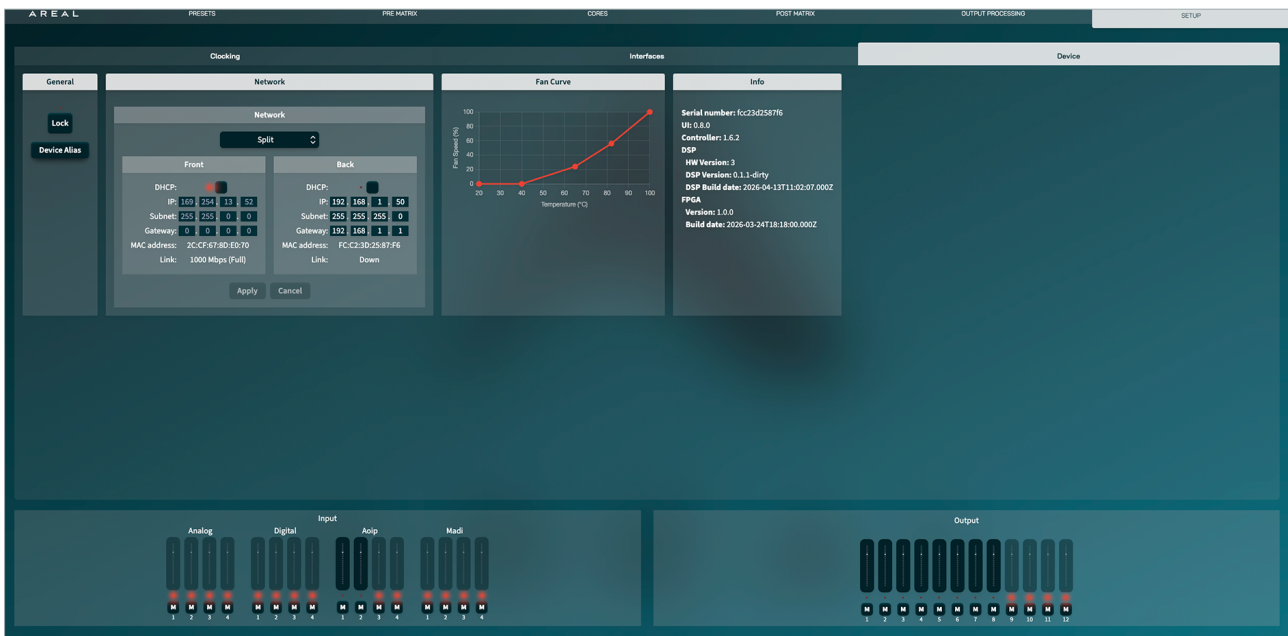 AREAL
PRESETS
PRE MATRIX
CORES
POST MATRIX
OUTPUT PROCESSING
SETUP
Clocking
Interfaces
Device
General
Lock
Device Alias
Network
Network
Split
Front
DHCP:
IP: 169 . 254 . 13 . 52
Subnet: 255 . 255 . 0 . 0
Gateway: 0 . 0 . 0 . 0
MAC address: 2C:CF:67:8D:E0:70
Link: 1000 Mbps (Full)
Back
DHCP:
IP: 192 . 168 . 1 . 50
Subnet: 255 . 255 . 255 . 0
Gateway: 192 . 168 . 1 . 1
MAC address: FC:C2:3D:25:87:F6
Link: Down
Apply
Cancel
Fan Curve
Fan Speed (%)
100
80
60
40
20
0
20 30 40 50 60 70 80 90 100
Temperature (°C)
Info
Serial number: fcc23d2587f6
UI: 0.8.0
Controller: 1.6.2
DSP
HW Version: 3
DSP Version: 0.1.1-dirty
DSP Build date: 2026-04-13T11:02:07.000Z
FPGA
Version: 1.0.0
Build date: 2026-03-24T18:18:00.000Z
Input
Analog
M M M M
1 2 3 4
Digital
M M M M
1 2 3 4
Aoip
M M M M
1 2 3 4
Madi
M M M M
1 2 3 4
Output
M M M M M M M M M M M M
1 2 3 4 5 6 7 8 9 10 11 12